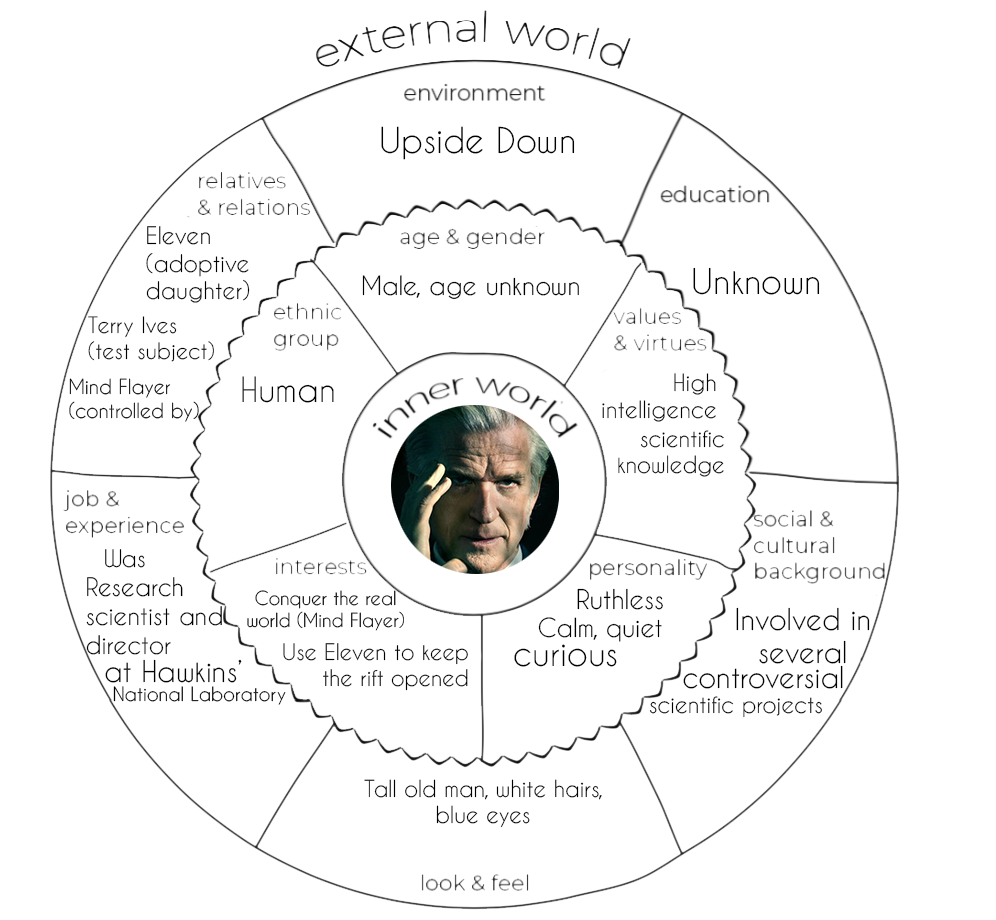 external world
environment
Upside Down
education
Unknown
relatives
& relations
Eleven
(adoptive
daughter)
Terry Ives
(test subject)
Mind Flayer
(controlled by)
age & gender
Male, age unknown
ethnic
group
Human
values
& virtues
High
intelligence
scientific
knowledge
inner world
job &
experience
Was
Research
scientist and
director
at Hawkins'
National Laboratory
interests
Conquer the real
world (Mind Flayer)
Use Eleven to keep
the rift opened
personality
Ruthless
Calm, quiet
curious
social &
cultural
background
Involved in
several
controversial
scientific projects
Tall old man, white hairs,
blue eyes
look & feel